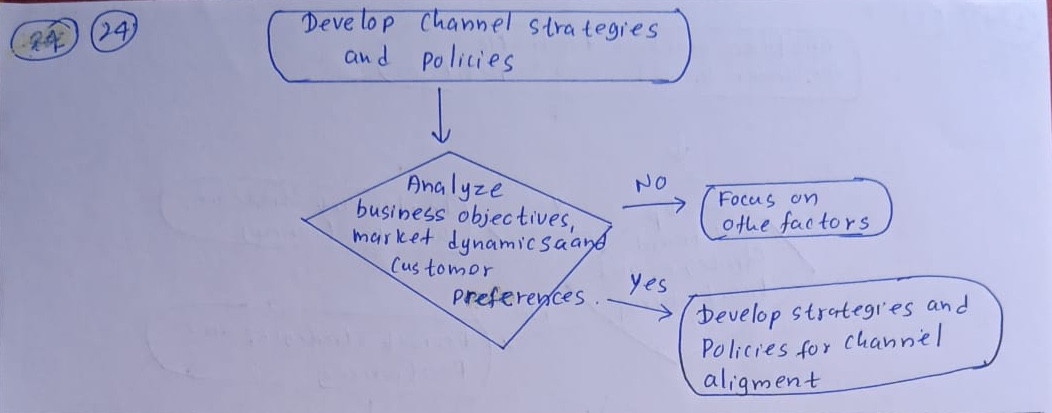 24 24
Develop channel strategies
and policies
Analyze
business objectives,
market dynamicsaand
Customor
preferences.
NO
Focus on
othe factors
Yes
Develop strategies and
Policies for channel
aligment